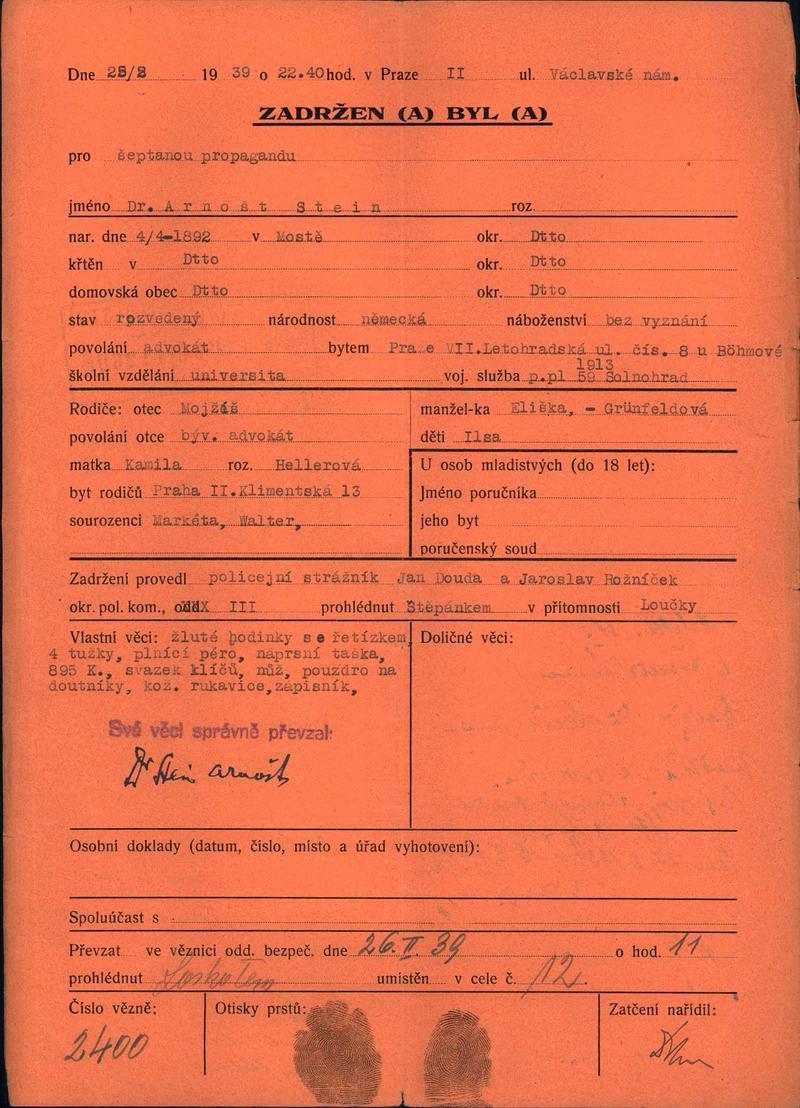 Dne 25/2 19 39 o 22.40 hod. v Praze II ul. Václavské nám.
ZADRŽEN (A) BYL (A)
pro šeptanou propagandu
jméno Dr. Arnošt Stein roz.
nar. dne 4/4-1892 v Mostě okr. Dtto
křtěn v Dtto okr. Dtto
domovská obec Dtto okr. Dtto
stav rozvedený národnost německá náboženství bez vyznání
povolání advokát bytem Pra e VII.Letohradská ul. čís. 8 u Böhmové
1913
školní vzdělání universita voj. služba p.pl 59 Solnohrad
Rodiče: otec Mojžíš
manžel-ka Eliška, - Grünfeldová
povolání otce býv. advokát
děti Ilsa
matka Kamila roz. Hellerová
U osob mladistvých (do 18 let):
byt rodičů Praha II.Klimentská 13
Jméno poručníka
sourozenci Markéta, Walter,
jeho byt
poručenský soud
Zadržení provedl policejní strážník Jan Douda a Jaroslav Rožníček
okr. pol. kom., III prohlédnut Štěpánkem v přítomnosti Loučky
Vlastní věci: žluté hodinky se řetízkem,
4 tužky, plnící péro, náprsní taška,
895 K., svazek klíčů, nůž, pouzdro na
doutníky, kož. rukavice,zápisník,
Doličné věci:
Své věci správně převzal:
Dr Stein Arnošt
Osobní doklady (datum, číslo, místo a úřad vyhotovení):
Spoluúčast s
Převzat ve věznici odd. bezpeč. dne 26. II. 39 o hod. 11
prohlédnut umístěn v cele č. 12.
Číslo vězně:
2400
Otisky prstů:
Zatčení nařídil: